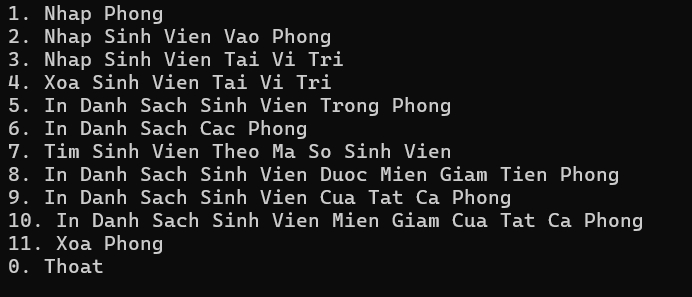 1. Nhap Phong
2. Nhap Sinh Vien Vao Phong
3. Nhap Sinh Vien Tai Vi Tri
4. Xoa Sinh Vien Tai Vi Tri
5. In Danh Sach Sinh Vien Trong Phong
6. In Danh Sach Cac Phong
7. Tim Sinh Vien Theo Ma So Sinh Vien
8. In Danh Sach Sinh Vien Duoc Mien Giam Tien Phong
9. In Danh Sach Sinh Vien Cua Tat Ca Phong
10. In Danh Sach Sinh Vien Mien Giam Cua Tat Ca Phong
11. Xoa Phong
0. Thoat